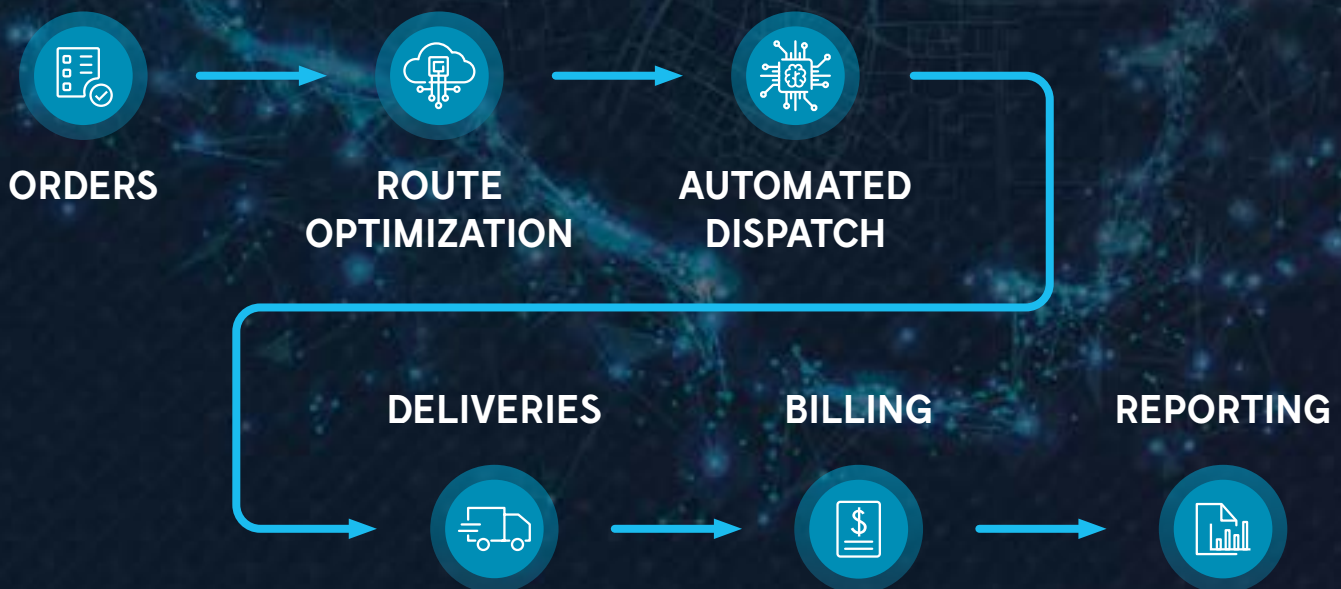 ORDERS
ROUTE
OPTIMIZATION
AUTOMATED
DISPATCH
DELIVERIES
BILLING
REPORTING
$